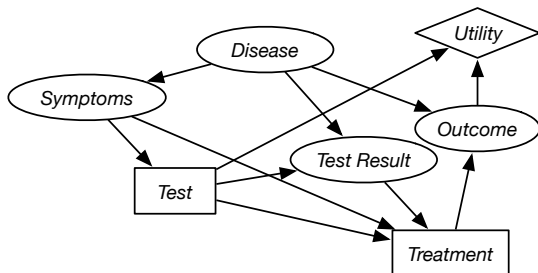 Utility
Disease
Symptoms
Outcome
Test Result
Test
Treatment